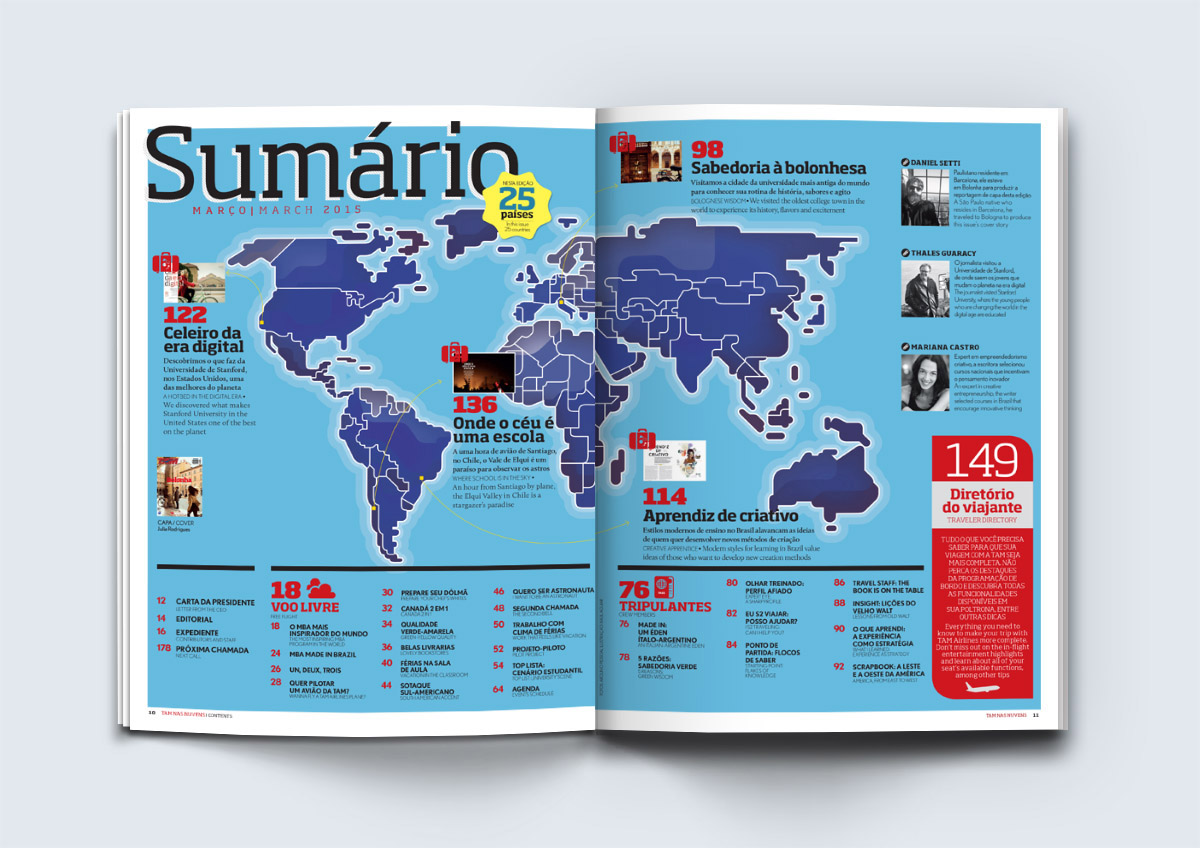 Sumário
MARÇO|MARCH 2015
NESTA EDIÇÃO
25
países
In this issue
25 countries
122
Celeiro da
era digital
Descobrimos o que faz da
Universidade de Stanford,
nos Estados Unidos, uma
das melhores do planeta
A HOTBED IN THE DIGITAL ERA •
We discovered what makes
Stanford University in the
United States one of the best
on the planet
Bolonha
CAPA / COVER
Julia Rodrigues
136
Onde o céu é
uma escola
A uma hora de avião de Santiago,
no Chile, o Vale de Elqui é um
paraíso para observar os astros
WHERE SCHOOL IS IN THE SKY •
An hour from Santiago by plane,
the Elqui Valley in Chile is a
stargazer's paradise
12 CARTA DA PRESIDENTE
LETTER FROM THE CEO
14 EDITORIAL
16 EXPEDIENTE
CONTRIBUTORS AND STAFF
178 PRÓXIMA CHAMADA
NEXT CALL
18
VOO LIVRE
FREE FLIGHT
18 O MBA MAIS
INSPIRADOR DO MUNDO
THE MOST INSPIRING MBA
PROGRAM IN THE WORLD
24 MBA MADE IN BRAZIL
26 UN, DEUX, TROIS
28 QUER PILOTAR
UM AVIÃO DA TAM?
WANNA FLY A TAM AIRLINES PLANE?
30 PREPARE SEU DÓLMÃ
PREPARE YOUR CHEF'S WHITES
32 CANADÁ 2 EM 1
CANADA 2 IN 1
34 QUALIDADE
VERDE-AMARELA
GREEN-YELLOW QUALITY
36 BELAS LIVRARIAS
LOVELY BOOKSTORES
40 FÉRIAS NA SALA
DE AULA
VACATION IN THE CLASSROOM
44 SOTAQUE
SUL-AMERICANO
SOUTH AMERICAN ACCENT
46 QUERO SER ASTRONAUTA
I WANT TO BE AN ASTRONAUT
48 SEGUNDA CHAMADA
THE SECOND BELL
50 TRABALHO COM
CLIMA DE FÉRIAS
WORK THAT FEELS LIKE VACATION
52 PROJETO-PILOTO
PILOT PROJECT
54 TOP LISTA:
CENÁRIO ESTUDANTIL
TOP LIST: UNIVERSITY SCENE
64 AGENDA
EVENTS SCHEDULE
10 TAM NAS NUVENS | CONTENTS
98
Sabedoria à bolonhesa
Visitamos a cidade da universidade mais antiga do mundo
para conhecer sua rotina de história, sabores e agito
BOLOGNESE WISDOM • We visited the oldest college town in the
world to experience its history, flavors and excitement
114
Aprendiz de criativo
Estilos modernos de ensino no Brasil alavancam as ideias
de quem quer desenvolver novos métodos de criação
CREATIVE APPRENTICE • Modern styles for learning in Brazil value
ideas of those who want to develop new creation methods
DANIEL SETTI
Paulistano residente em
Barcelona, ele esteve
em Bolonha para produzir a
reportagem de capa desta edição
A São Paulo native who
resides in Barcelona, he
traveled to Bologna to produce
this issue's cover story
THALES GUARACY
O jornalista visitou a
Universidade de Stanford,
de onde saem os jovens que
mudam o planeta na era digital
The journalist visited Stanford
University, where the young people
who are changing the world in the
digital age are educated
MARIANA CASTRO
Expert em empreendedorismo
criativo, a escritora selecionou
cursos nacionais que incentivam
o pensamento inovador
An expert in creative
entrepreneurship, the writer
selected courses in Brazil that
encourage innovative thinking
149
Diretório
do viajante
TRAVELER DIRECTORY
TUDO O QUE VOCÊ PRECISA
SABER PARA QUE SUA
VIAGEM COM A TAM SEJA
MAIS COMPLETA. NÃO
PERCA OS DESTAQUES
DA PROGRAMAÇÃO DE
BORDO E DESCUBRA TODAS
AS FUNCIONALIDADES
DISPONÍVEIS EM
SUA POLTRONA, ENTRE
OUTRAS DICAS
Everything you need to
know to make your trip with
TAM Airlines more complete.
Don't miss out on the in-flight
entertainment highlights
and learn about all of your
seat's available functions,
among other tips
76
TRIPULANTES
CREW MEMBERS
76 MADE IN:
UM ÉDEN
ÍTALO-ARGENTINO
AN ITALIAN-ARGENTINE EDEN
78 5 RAZÕES:
SABEDORIA VERDE
5 REASONS:
GREEN WISDOM
80 OLHAR TREINADO:
PERFIL AFIADO
EXPERT EYE:
A SHARP PROFILE
82 EU S2 VIAJAR:
POSSO AJUDAR?
I S2 TRAVELING:
CAN I HELP YOU?
84 PONTO DE
PARTIDA: FLOCOS
DE SABER
STARTING POINT:
FLAKES OF
KNOWLEDGE
86 TRAVEL STAFF: THE
BOOK IS ON THE TABLE
88 INSIGHT: LIÇÕES DO
VELHO WALT
LESSONS FROM OLD WALT
90 O QUE APRENDI:
A EXPERIÊNCIA
COMO ESTRATÉGIA
WHAT I LEARNED:
EXPERIENCE AS STRATEGY
92 SCRAPBOOK: A LESTE
E A OESTE DA AMÉRICA
AMERICA, FROM EAST TO WEST
TAM NAS NUVENS 11